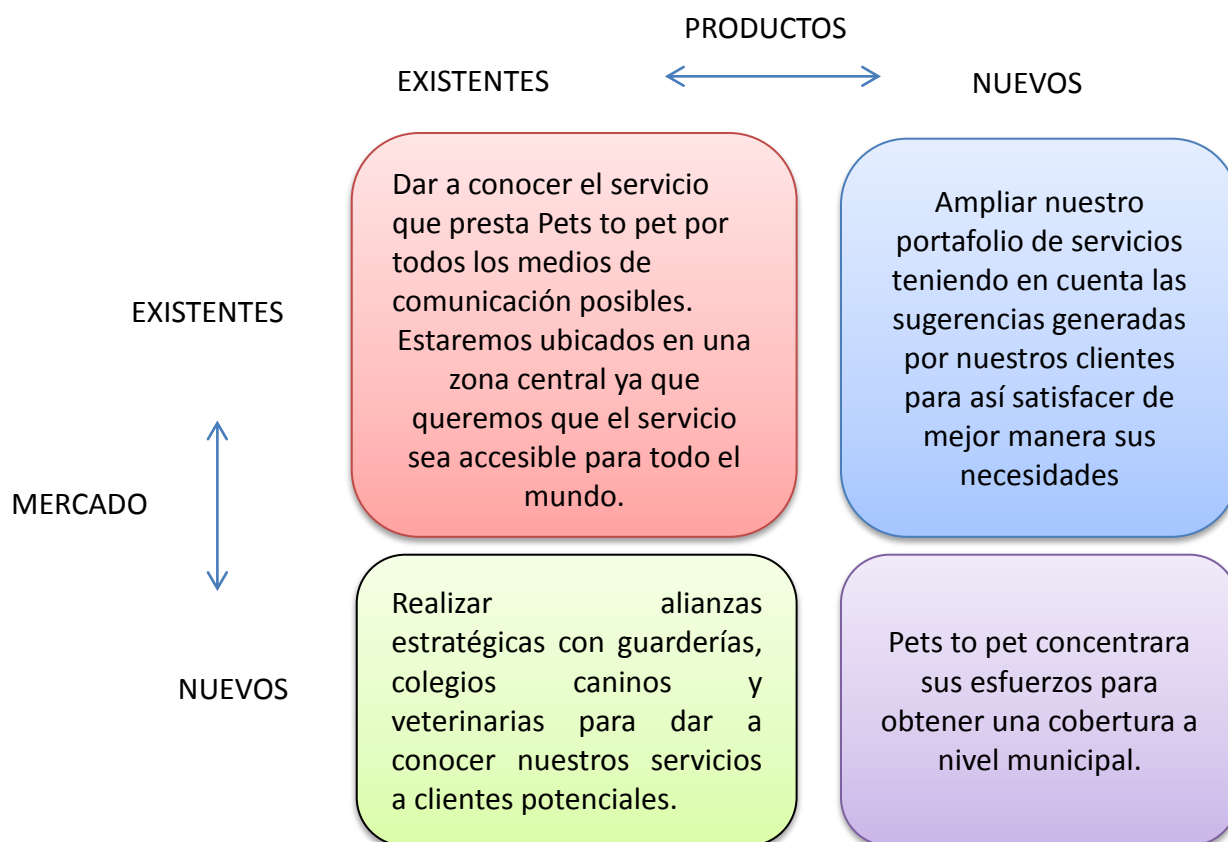 PRODUCTOS
EXISTENTES
NUEVOS
EXISTENTES
MERCADO
NUEVOS
Dar a conocer el servicio
que presta Pets to pet por
todos los medios de
comunicación posibles.
Estaremos ubicados en una
zona central ya que
queremos que el servicio
sea accesible para todo el
mundo.
Ampliar nuestro
portafolio de servicios
teniendo en cuenta las
sugerencias generadas
por nuestros clientes
para así satisfacer de
mejor manera sus
necesidades
Realizar alianzas
estratégicas con guarderías,
colegios caninos y
veterinarias para dar a
conocer nuestros servicios
a clientes potenciales.
Pets to pet concentrara
sus esfuerzos para
obtener una cobertura a
nivel municipal.